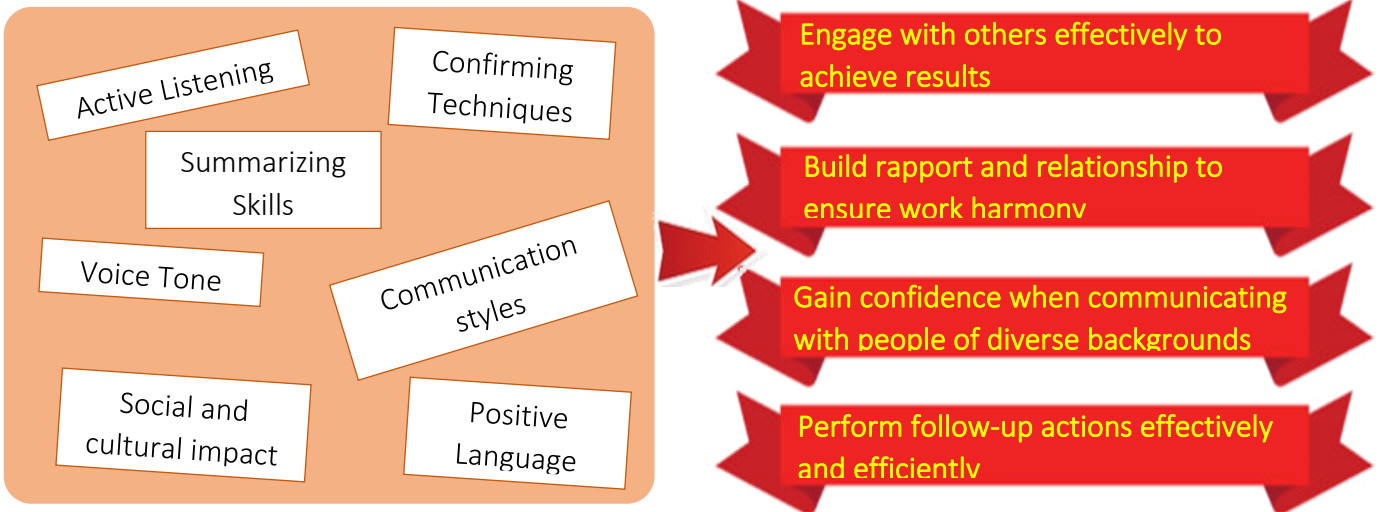 Active Listening
Confirming
Techniques
Summarizing
Skills
Voice Tone
Communication
styles
Social and
cultural impact
Positive
Language
Engage with others effectively to
achieve results
Build rapport and relationship to
ensure work harmony
Gain confidence when communicating
with people of diverse backgrounds
Perform follow-up actions effectively
and efficiently